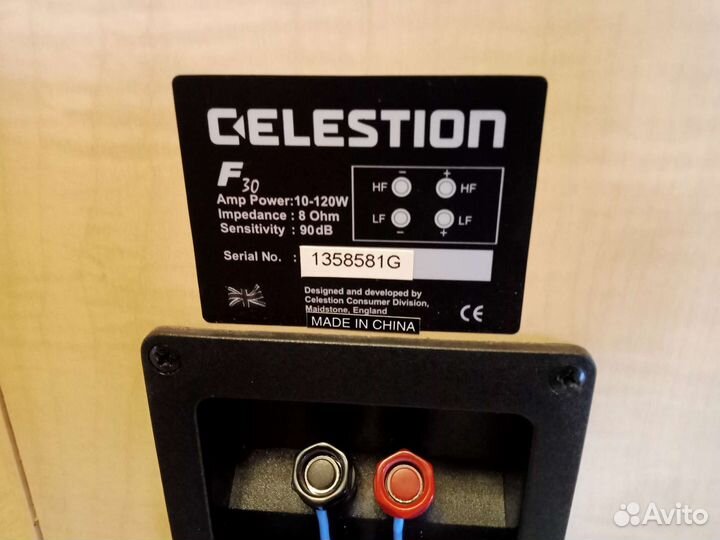 CELESTION
F30
Amp Power:10-120W
Impedance : 8 Ohm
Sensitivity : 90dB
- +
HF HF
LF LF
- +
Serial No. : 1358581G
Designed and developed by
Celestion Consumer Division,
Maidstone, England
MADE IN CHINA
CE
Avito